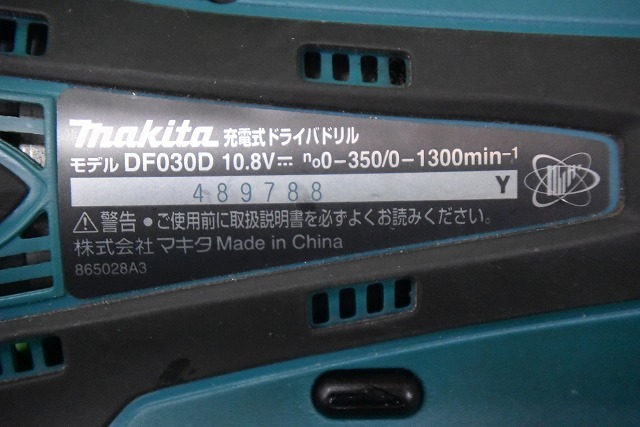 makita 充電式ドライバドリル
モデル DF030D 10.8V⎓ n₀0-350/0-1300min⁻¹
489788 Y
⚠警告・ご使用前に取扱説明書を必ずよくお読みください。
株式会社マキタ Made in China
865028A3